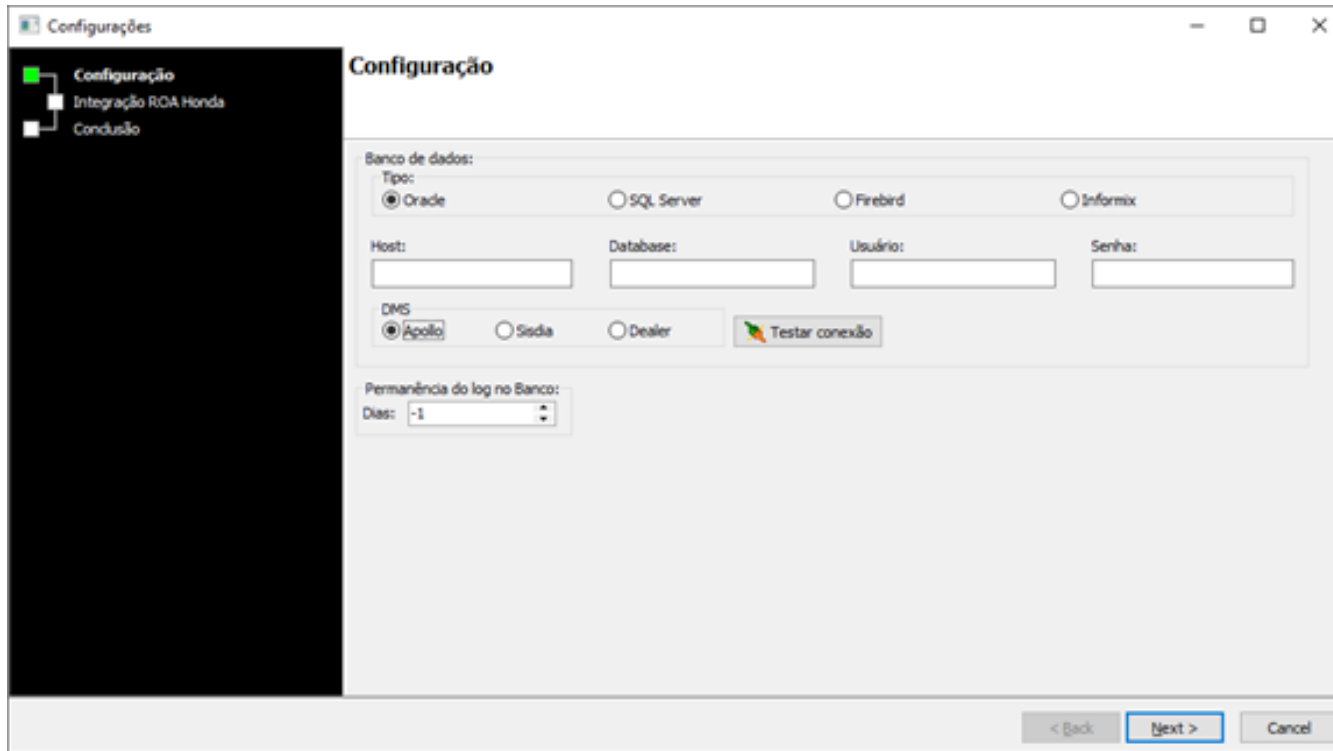 Configurações
Configuração
Integração ROA Honda
Conclusão
Configuração
Banco de dados:
Tipo:
Oracle SQL Server Firebird Informix
Host: Database: Usuário: Senha:
DMS
Apollo Sisdia Dealer Testar conexão
Permanência do log no Banco:
Dias: -1
< Back Next > Cancel